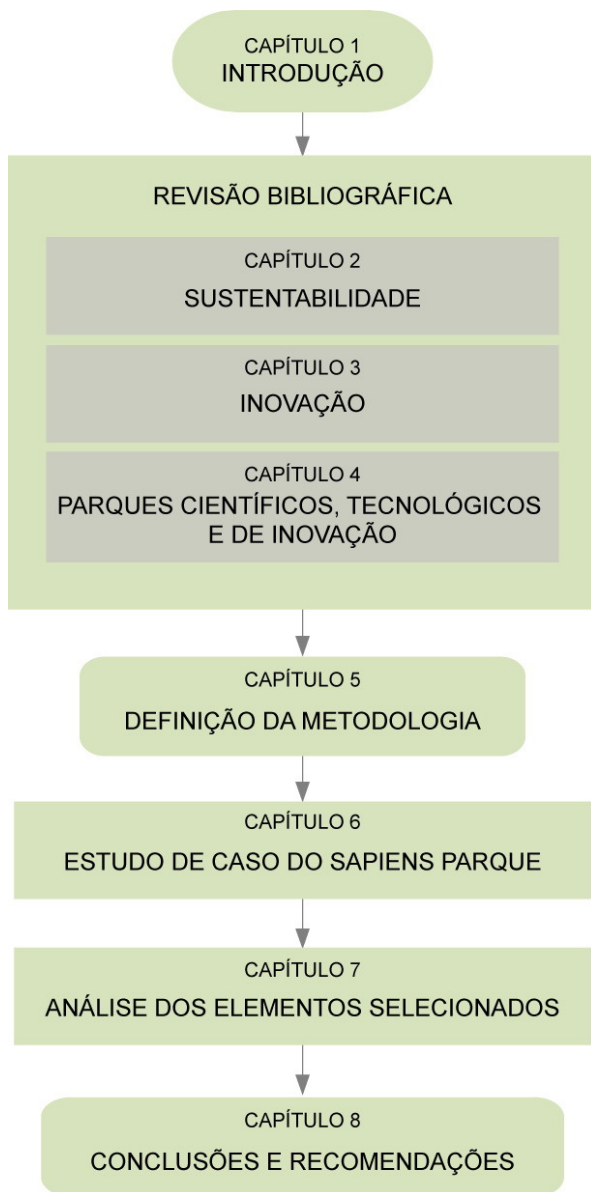 CAPÍTULO 1
INTRODUÇÃO
REVISÃO BIBLIOGRÁFICA
CAPÍTULO 2
SUSTENTABILIDADE
CAPÍTULO 3
INOVAÇÃO
CAPÍTULO 4
PARQUES CIENTÍFICOS, TECNOLÓGICOS
E DE INOVAÇÃO
CAPÍTULO 5
DEFINIÇÃO DA METODOLOGIA
CAPÍTULO 6
ESTUDO DE CASO DO SAPIENS PARQUE
CAPÍTULO 7
ANÁLISE DOS ELEMENTOS SELECIONADOS
CAPÍTULO 8
CONCLUSÕES E RECOMENDAÇÕES